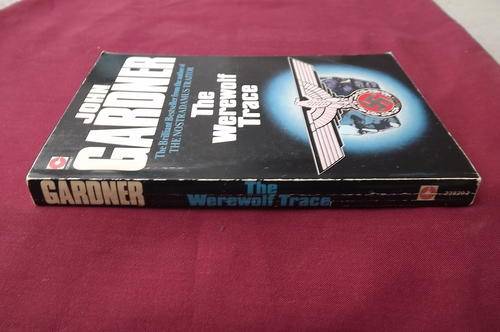 JOHN
GARDNER
The Brilliant Bestseller from the author of
THE NOSTRADAMUS TRAITOR
The
Werewolf
Trace
GARDNER
The
Werewolf Trace